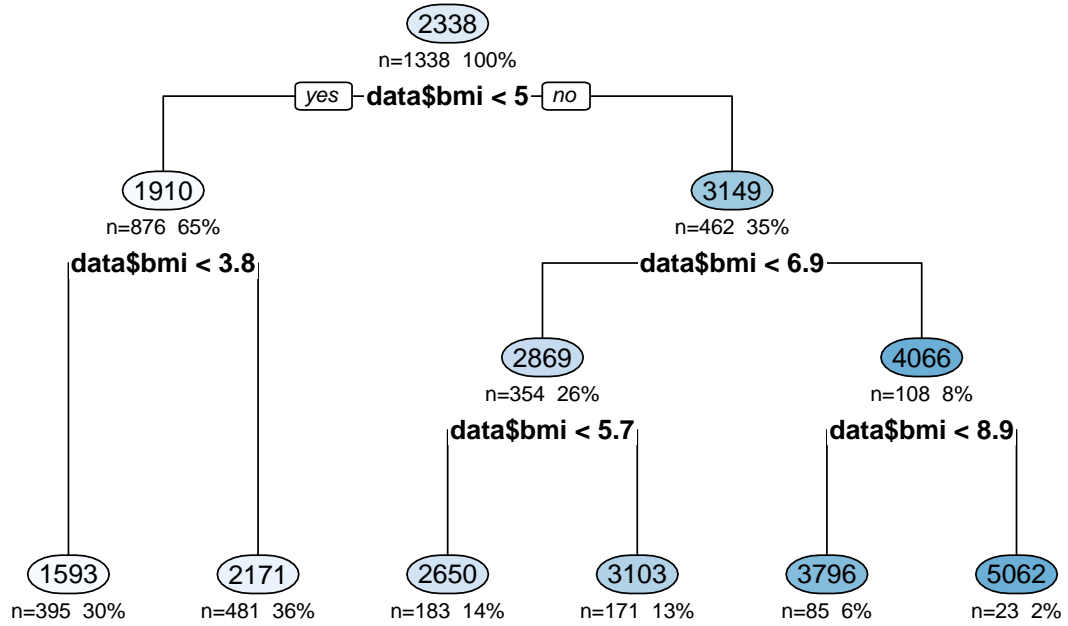 2338
n=1338 100%
yes data$bmi < 5 no
1910 3149
n=876 65% n=462 35%
data$bmi < 3.8 data$bmi < 6.9
2869 4066
n=354 26% n=108 8%
data$bmi < 5.7 data$bmi < 8.9
1593 2171 2650 3103 3796 5062
n=395 30% n=481 36% n=183 14% n=171 13% n=85 6% n=23 2%